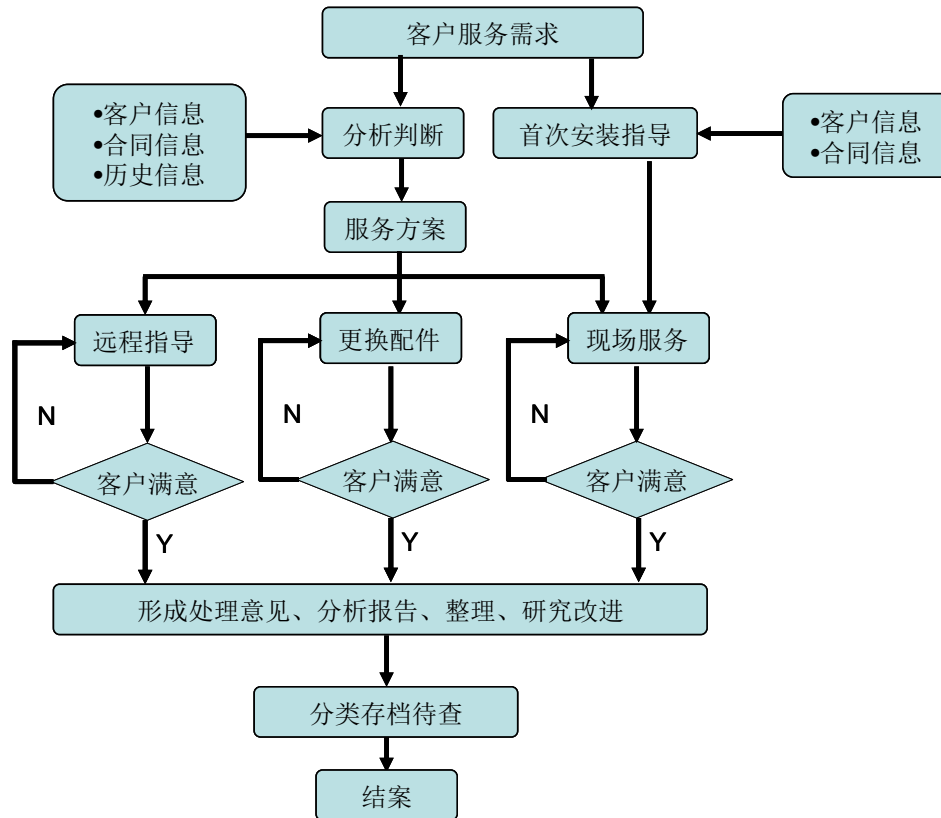 客户服务需求
•客户信息
•合同信息
•历史信息
分析判断
首次安装指导
•客户信息
•合同信息
服务方案
远程指导
更换配件
现场服务
N
N
N
客户满意
客户满意
客户满意
Y
Y
Y
形成处理意见、分析报告、整理、研究改进
分类存档待查
结案